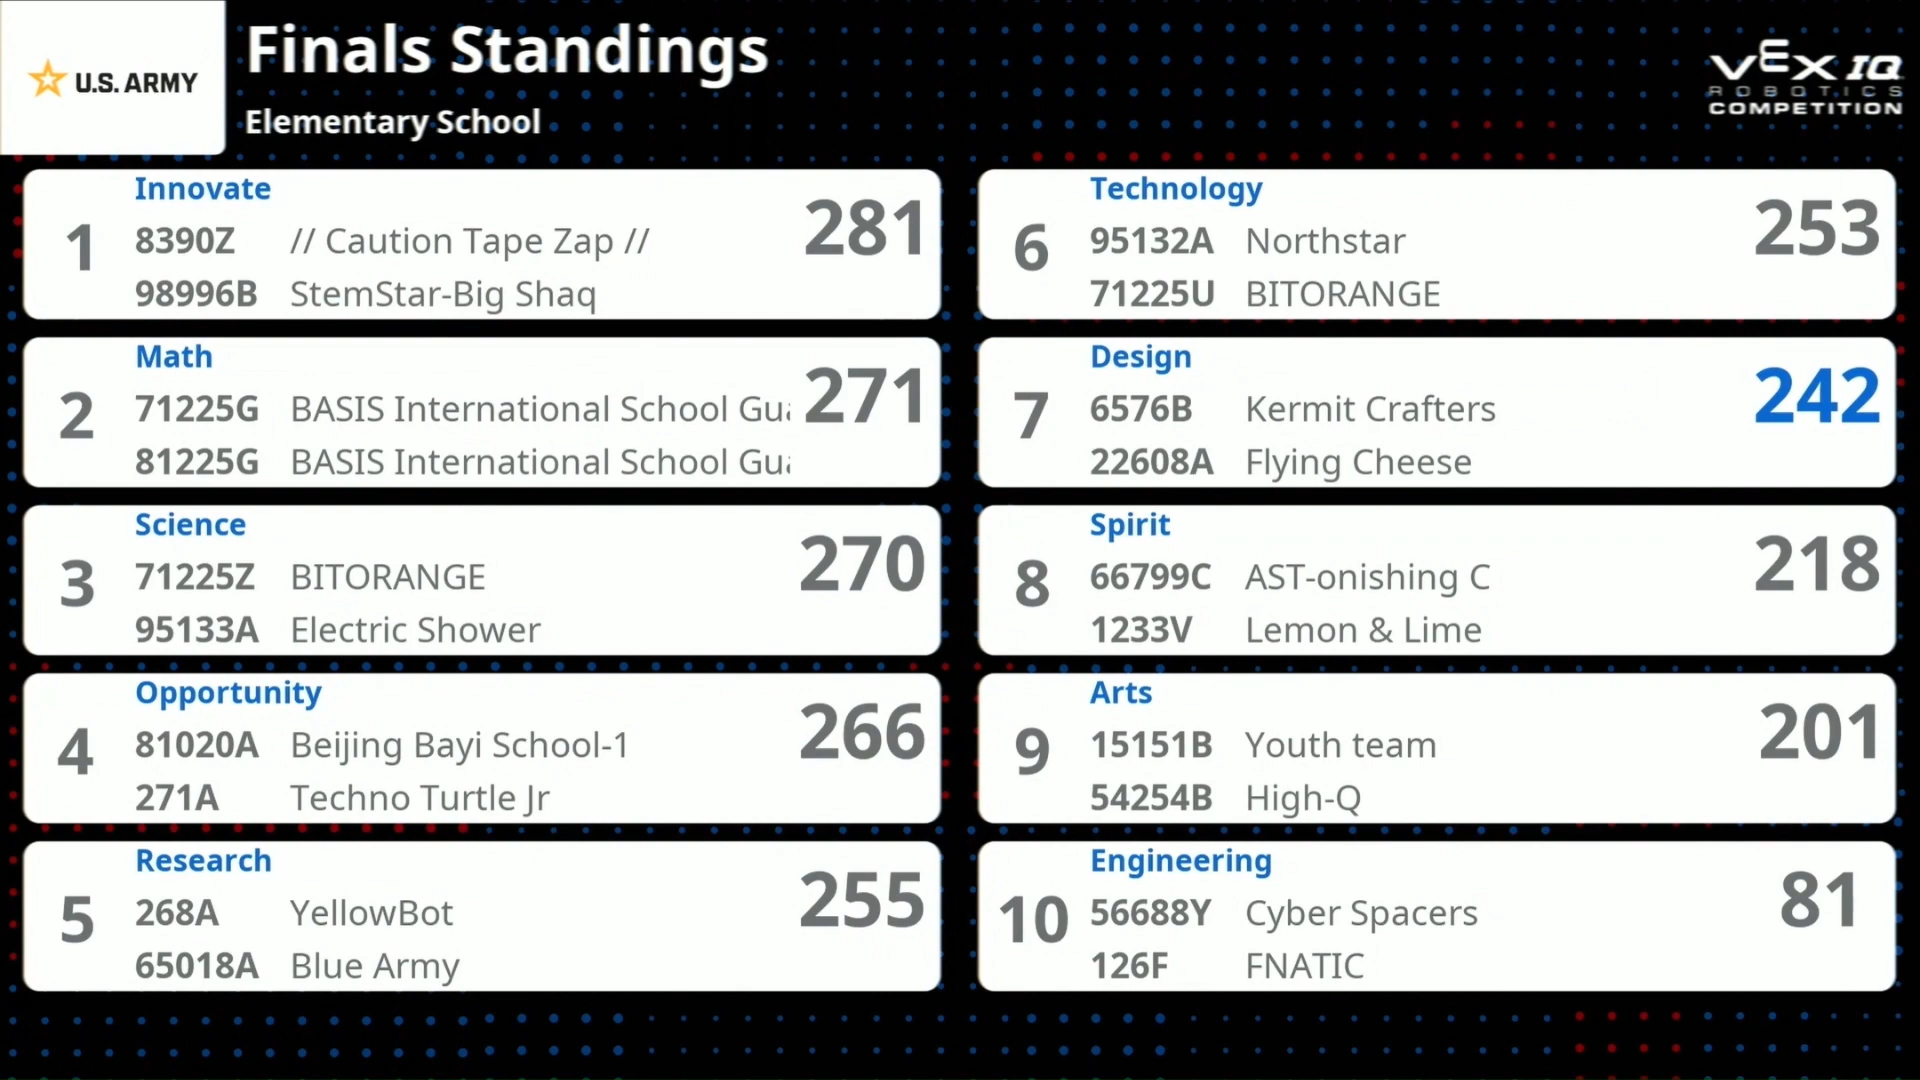 U.S. ARMY
Finals Standings
Elementary School
VEX IQ
ROBOTICS
COMPETITION
1
Innovate
8390Z // Caution Tape Zap //
98996B StemStar-Big Shaq
281
2
Math
71225G BASIS International School Gua
81225G BASIS International School Gua
271
3
Science
71225Z BITORANGE
95133A Electric Shower
270
4
Opportunity
81020A Beijing Bayi School-1
271A Techno Turtle Jr
266
5
Research
268A YellowBot
65018A Blue Army
255
6
Technology
95132A Northstar
71225U BITORANGE
253
7
Design
6576B Kermit Crafters
22608A Flying Cheese
242
8
Spirit
66799C AST-onishing C
1233V Lemon & Lime
218
9
Arts
15151B Youth team
54254B High-Q
201
10
Engineering
56688Y Cyber Spacers
126F FNATIC
81